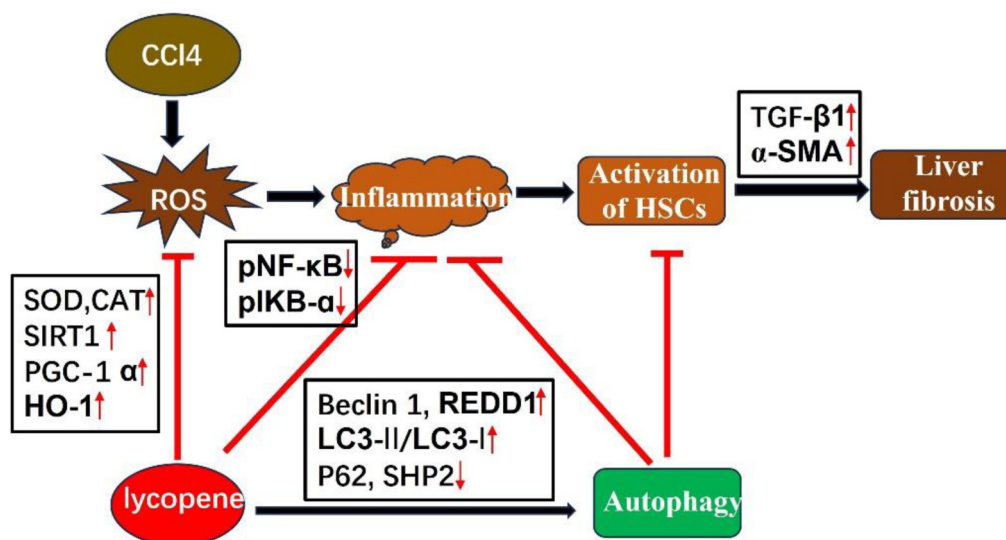 CCl4
ROS
Inflammation
Activation
of HSCs
TGF-β1↑
α-SMA↑
Liver
fibrosis
pNF-κB↓
pIKB-α↓
SOD,CAT↑
SIRT1 ↑
PGC-1 α↑
HO-1↑
Beclin 1, REDD1↑
LC3-II/LC3-I↑
P62, SHP2↓
lycopene
Autophagy